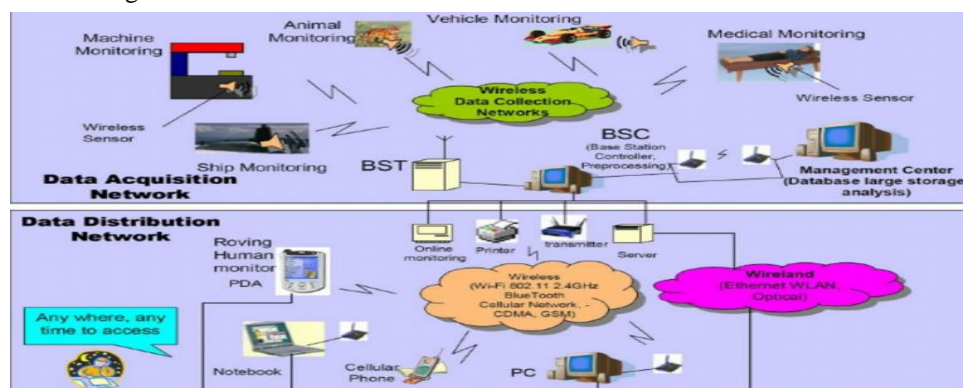 Machine
Monitoring
Animal
Monitoring
Vehicle Monitoring
Medical Monitoring
Wireless
Data Collection
Networks
Wireless
Sensor
Wireless Sensor
Ship Monitoring
BST
BSC
(Base Station
Controller,
Preprocessing)
Management Center
(Database large storage
analysis)
Data Acquisition
Network
Data Distribution
Network
Roving
Human
monitor
PDA
Online
monitoring
Printer
transmitter
Server
Wireless
(Wi-Fi 802.11 2.4GHz
BlueTooth
Cellular Network, -
CDMA, GSM)
Wireland
(Ethernet WLAN,
Optical)
Any where, any
time to access
Notebook
Cellular
Phone
PC